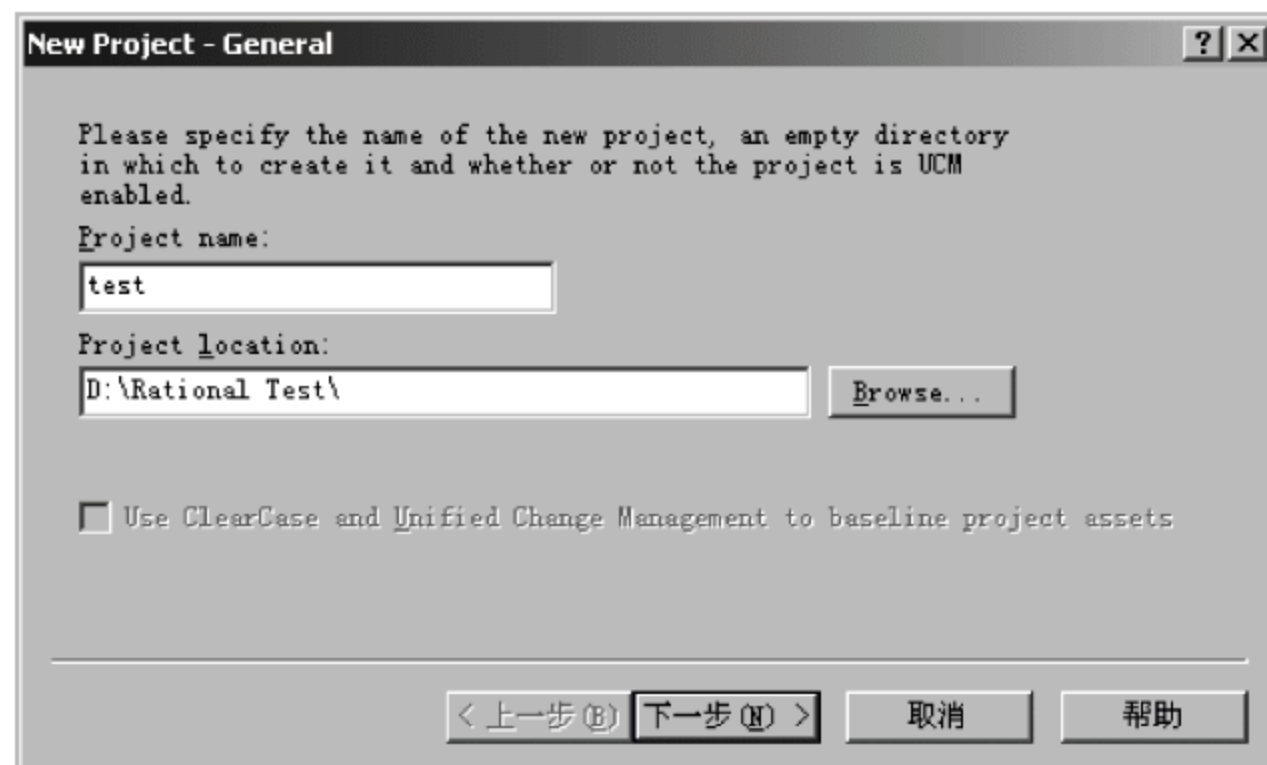 New Project - General
Please specify the name of the new project, an empty directory
in which to create it and whether or not the project is UCM
enabled.
Project name:
test
Project location:
D:\Rational Test\
Browse...
Use ClearCase and Unified Change Management to baseline project assets
< 上一步(B) 下一步(N) > 取消 帮助